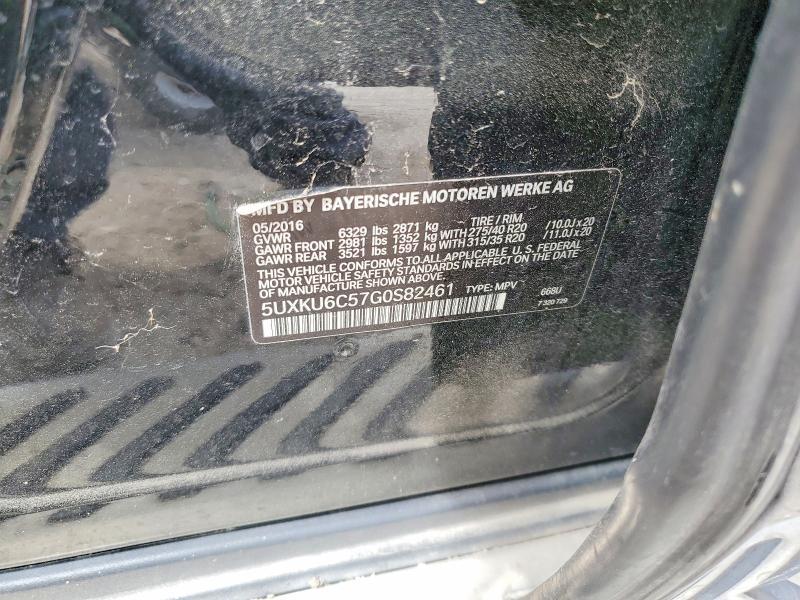 MFD BY BAYERISCHE MOTOREN WERKE AG
05/2016 TIRE / RIM
GVWR 6329 lbs 2871 kg
GAWR FRONT 2981 lbs 1352 kg WITH 275/40 R20 /10.0J x 20
GAWR REAR 3521 lbs 1597 kg WITH 315/35 R20 /11.0J x 20
THIS VEHICLE CONFORMS TO ALL APPLICABLE U.S. FEDERAL
MOTOR VEHICLE SAFETY STANDARDS IN EFFECT ON THE DATE
OF MANUFACTURE SHOWN ABOVE.
5UXKU6C57G0S82461 TYPE: MPV 668U
7 320 729